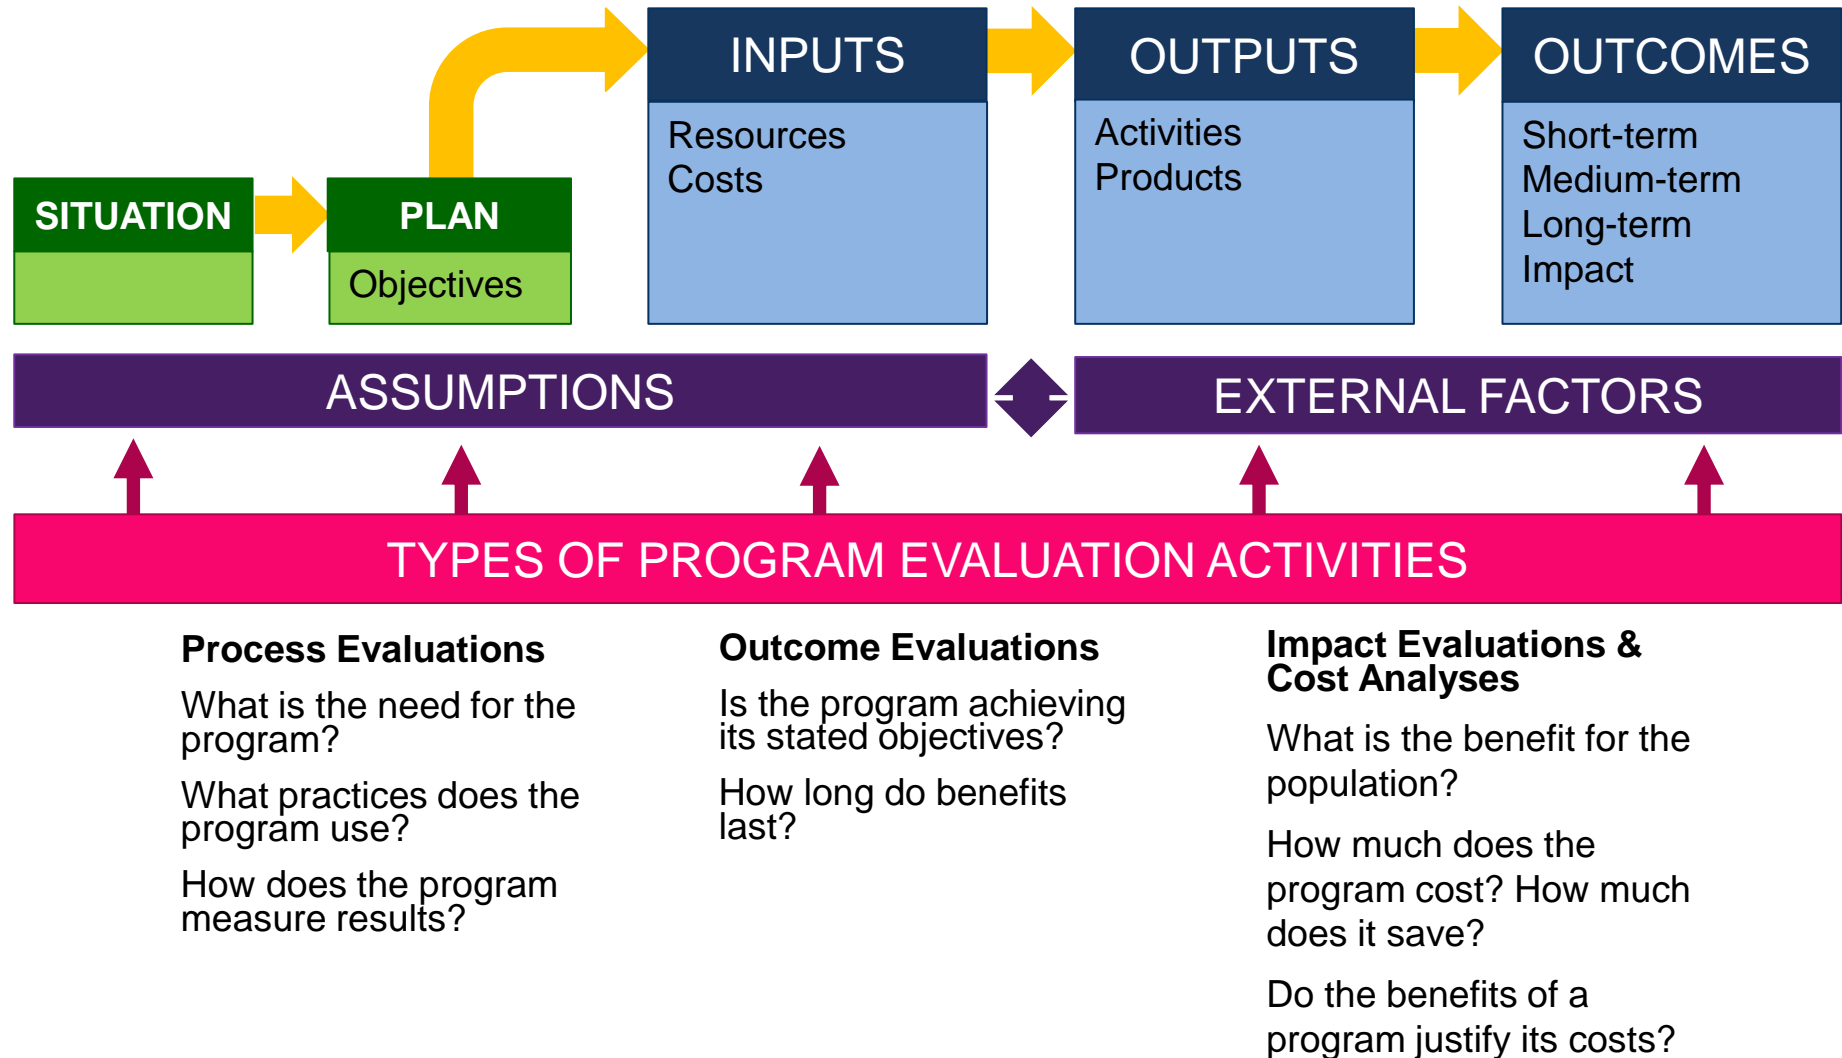 SITUATION
PLAN
Objectives
INPUTS
Resources
Costs
OUTPUTS
Activities
Products
OUTCOMES
Short-term
Medium-term
Long-term
Impact
ASSUMPTIONS
EXTERNAL FACTORS
TYPES OF PROGRAM EVALUATION ACTIVITIES
Process Evaluations
What is the need for the
program?
What practices does the
program use?
How does the program
measure results?
Outcome Evaluations
Is the program achieving
its stated objectives?
How long do benefits
last?
Impact Evaluations &
Cost Analyses
What is the benefit for the
population?
How much does the
program cost? How much
does it save?
Do the benefits of a
program justify its costs?